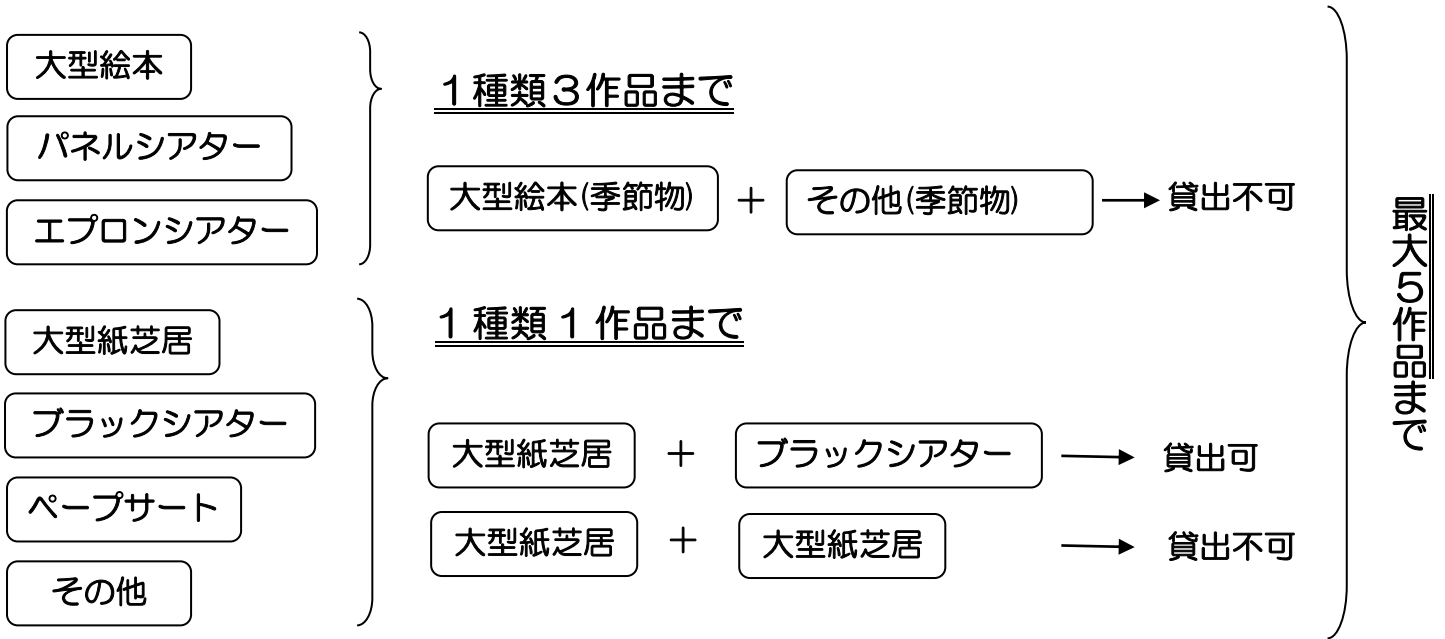 大型絵本
パネルシアター
エプロンシアター
１種類３作品まで
大型絵本(季節物) ＋ その他(季節物) → 貸出不可
大型紙芝居
ブラックシアター
ペープサート
その他
１種類１作品まで
大型紙芝居 ＋ ブラックシアター → 貸出可
大型紙芝居 ＋ 大型紙芝居 → 貸出不可
最大５作品まで